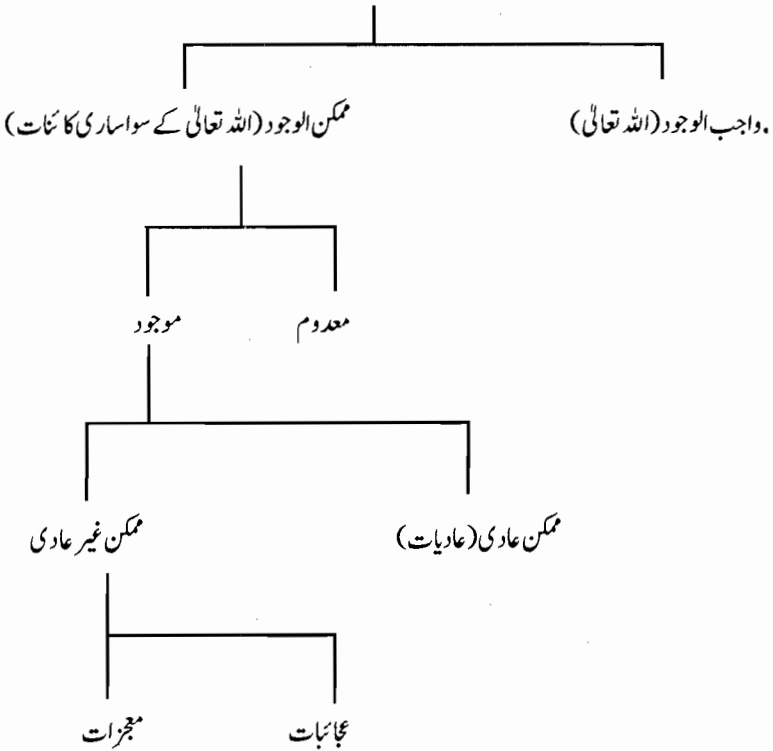 واجب الوجود (اللہ تعالیٰ)
ممکن الوجود (اللہ تعالیٰ کے سوا ساری کائنات)
معدوم
موجود
ممکن عادی (عادیات)
ممکن غیر عادی
عجائبات
معجزات